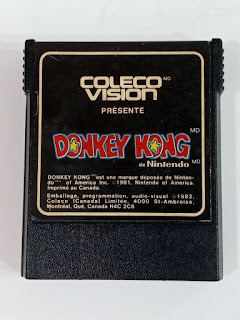 COLECO
VISION MD
PRÉSENTE
DONKEY KONG MD
de Nintendo MD
DONKEY KONG est une marque déposée de Ninten-
do of America Inc. ©1981, Nintendo of America.
Imprimé au Canada.
Emballage, programmation, audio-visuel ©1982,
Coleco (Canada) Limitée, 4000 St-Ambroise,
Montréal, Qué, Canada H4C 2C8